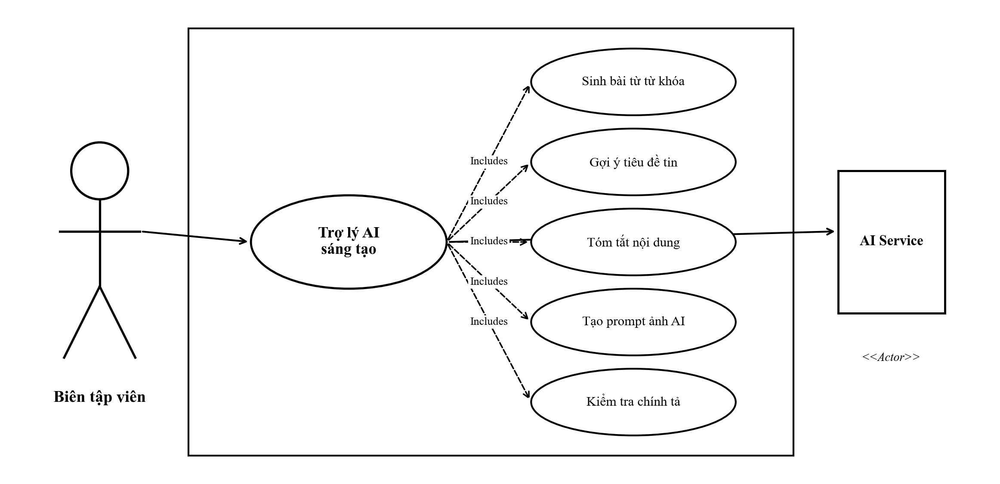 Biên tập viên
Trợ lý AI
sáng tạo
Includes
Includes
Includes
Includes
Includes
Sinh bài từ từ khóa
Gợi ý tiêu đề tin
Tóm tắt nội dung
Tạo prompt ảnh AI
Kiểm tra chính tả
AI Service
<<Actor>>